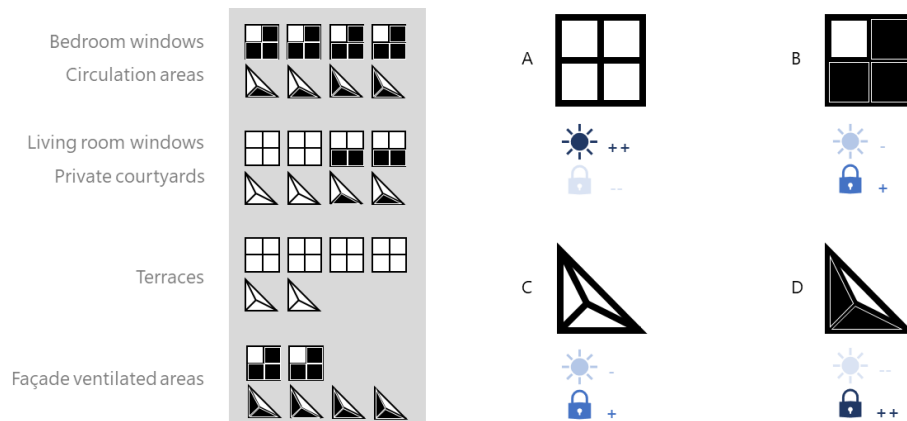 Bedroom windows
Circulation areas
Living room windows
Private courtyards
Terraces
Façade ventilated areas
A
++
--
B
-
+
C
-
+
D
--
++